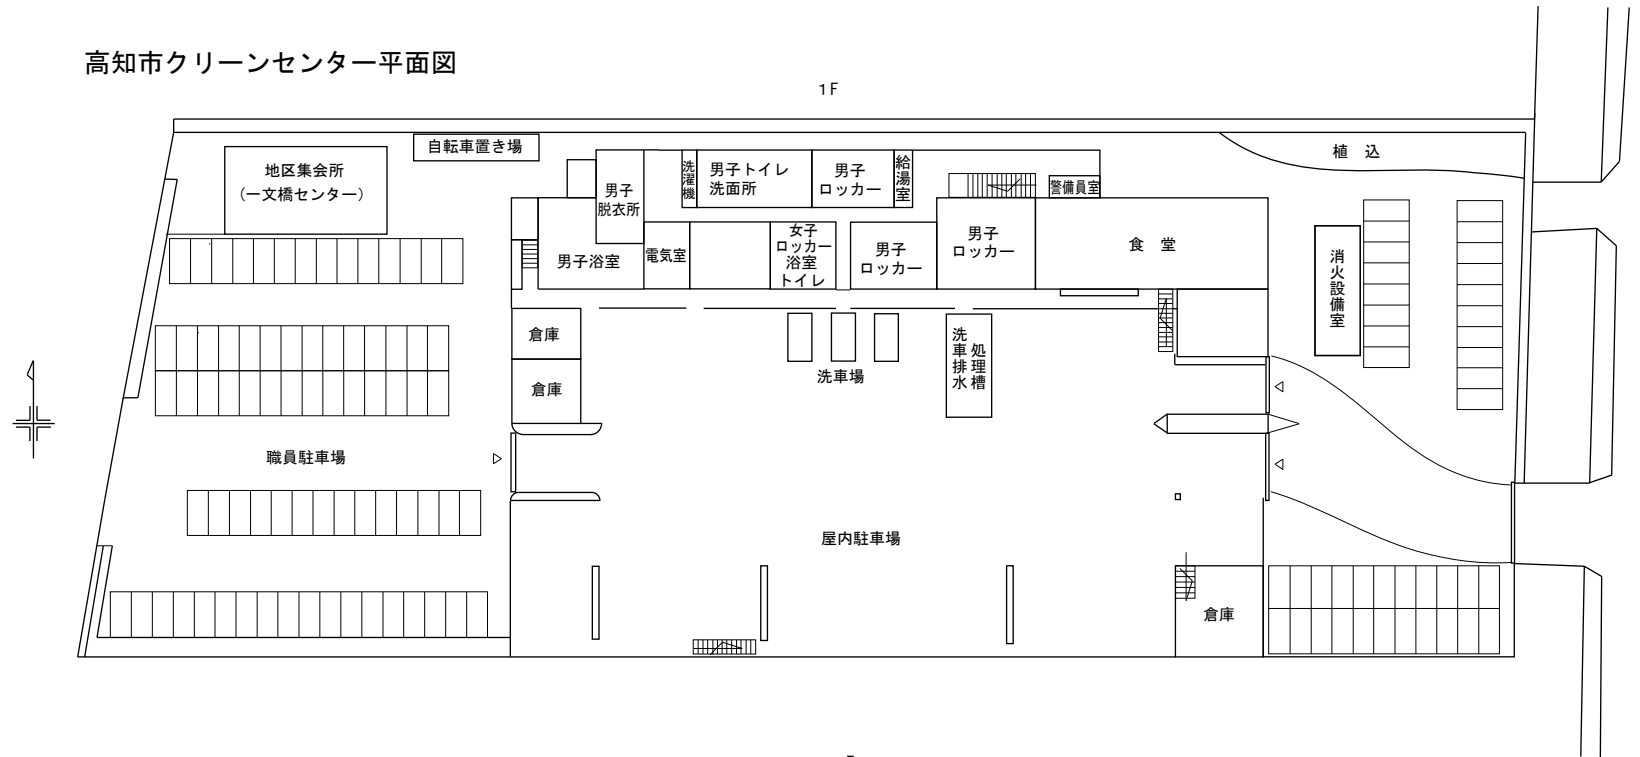 高知市クリーンセンター平面図
1F
自転車置き場
地区集会所
(一文橋センター)
植　込
洗濯機
男子トイレ
洗面所
男子
ロッカー
給湯室
男子
脱衣所
警備員室
女子
ロッカー
浴室
トイレ
男子
ロッカー
男子
ロッカー
食　堂
電気室
男子浴室
消火設備室
倉庫
倉庫
洗車場
洗車排水
処理槽
職員駐車場
屋内駐車場
倉庫